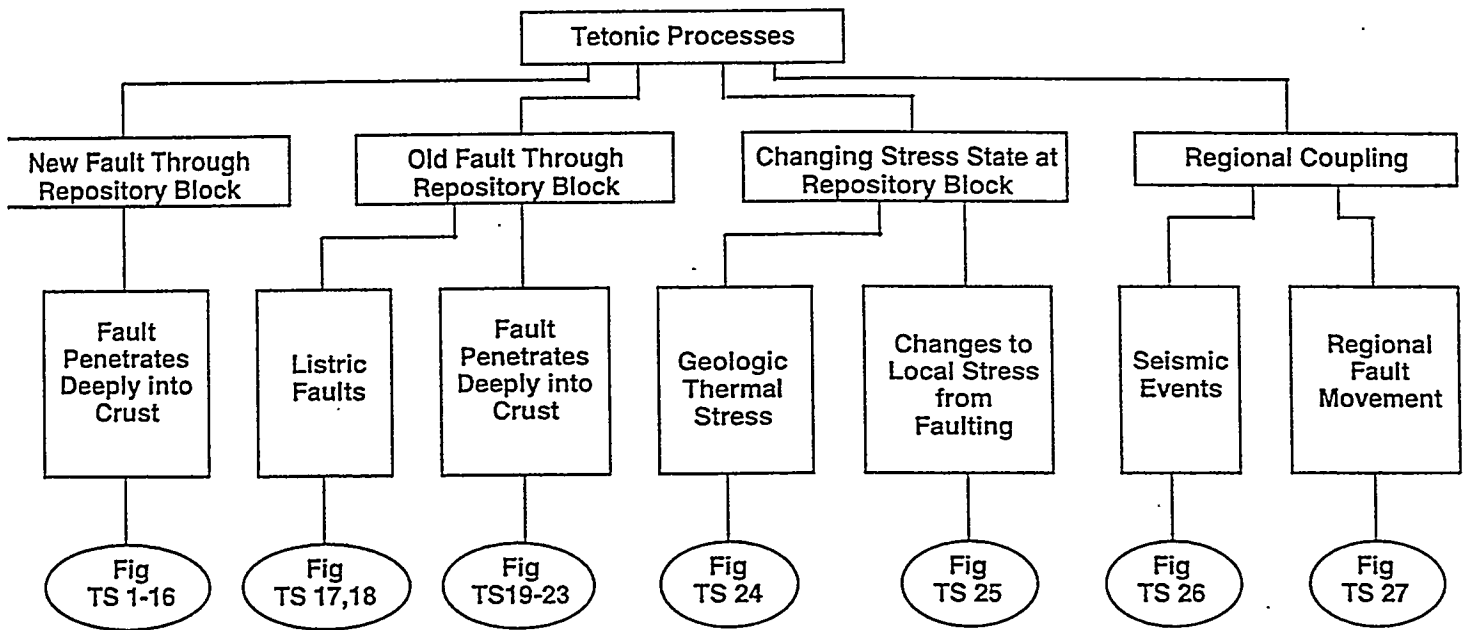 Tetonic Processes
New Fault Through
Repository Block
Old Fault Through
Repository Block
Changing Stress State at
Repository Block
Regional Coupling
Fault
Penetrates
Deeply into
Crust
Listric
Faults
Fault
Penetrates
Deeply into
Crust
Geologic
Thermal
Stress
Changes to
Local Stress
from
Faulting
Seismic
Events
Regional
Fault
Movement
Fig
TS 1-16
Fig
TS 17,18
Fig
TS19-23
Fig
TS 24
Fig
TS 25
Fig
TS 26
Fig
TS 27